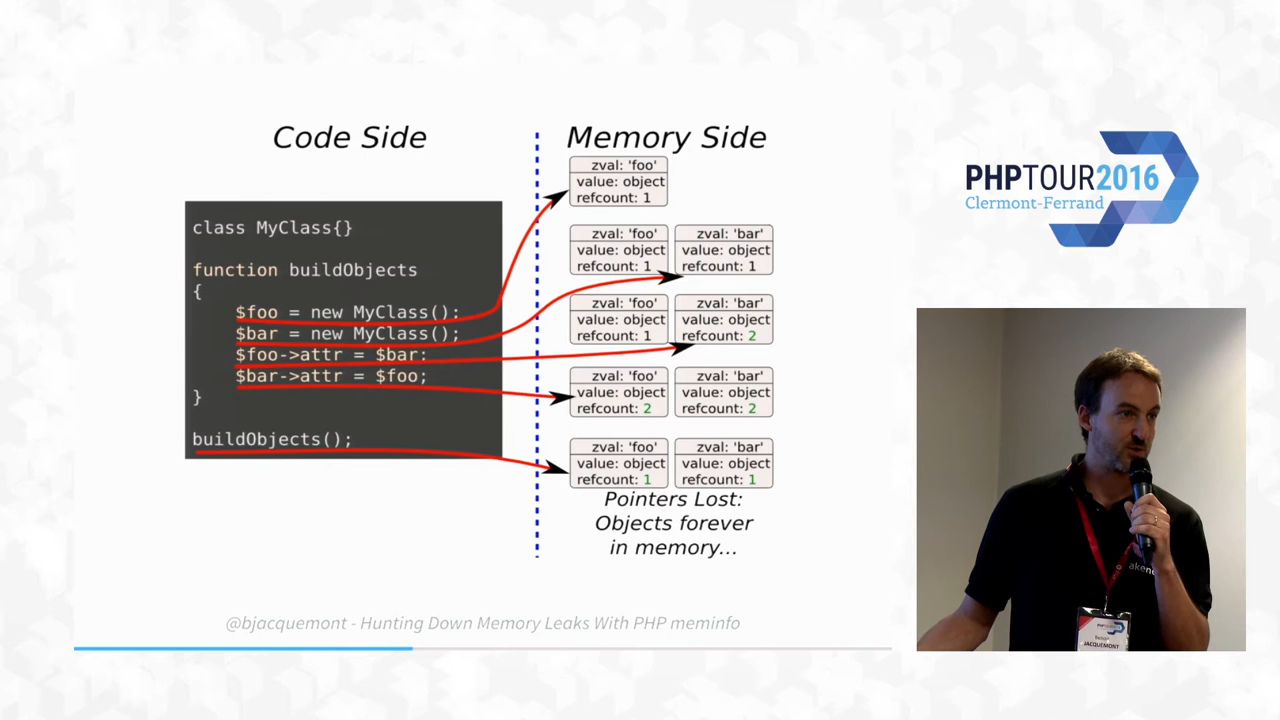 Code Side
class MyClass{}
function buildObjects
{
$foo = new MyClass();
$bar = new MyClass();
$foo->attr = $bar;
$bar->attr = $foo;
}
buildObjects();
Memory Side
zval: 'foo'
value: object
refcount: 1
zval: 'foo'
value: object
refcount: 1
zval: 'bar'
value: object
refcount: 1
zval: 'foo'
value: object
refcount: 1
zval: 'bar'
value: object
refcount: 2
zval: 'foo'
value: object
refcount: 2
zval: 'bar'
value: object
refcount: 2
zval: 'foo'
value: object
refcount: 1
zval: 'bar'
value: object
refcount: 1
Pointers Lost:
Objects forever
in memory...
@bjacquemont - Hunting Down Memory Leaks With PHP meminfo
PHPTOUR2016
Clermont-Ferrand
akene
JACQUEMONT